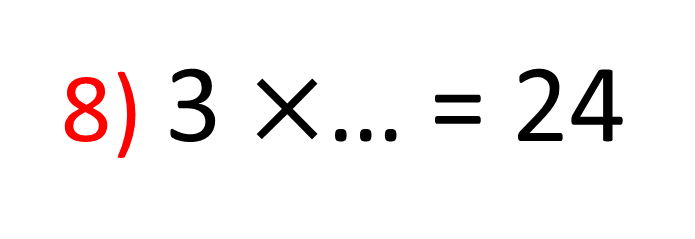 8) 3 ×... = 24